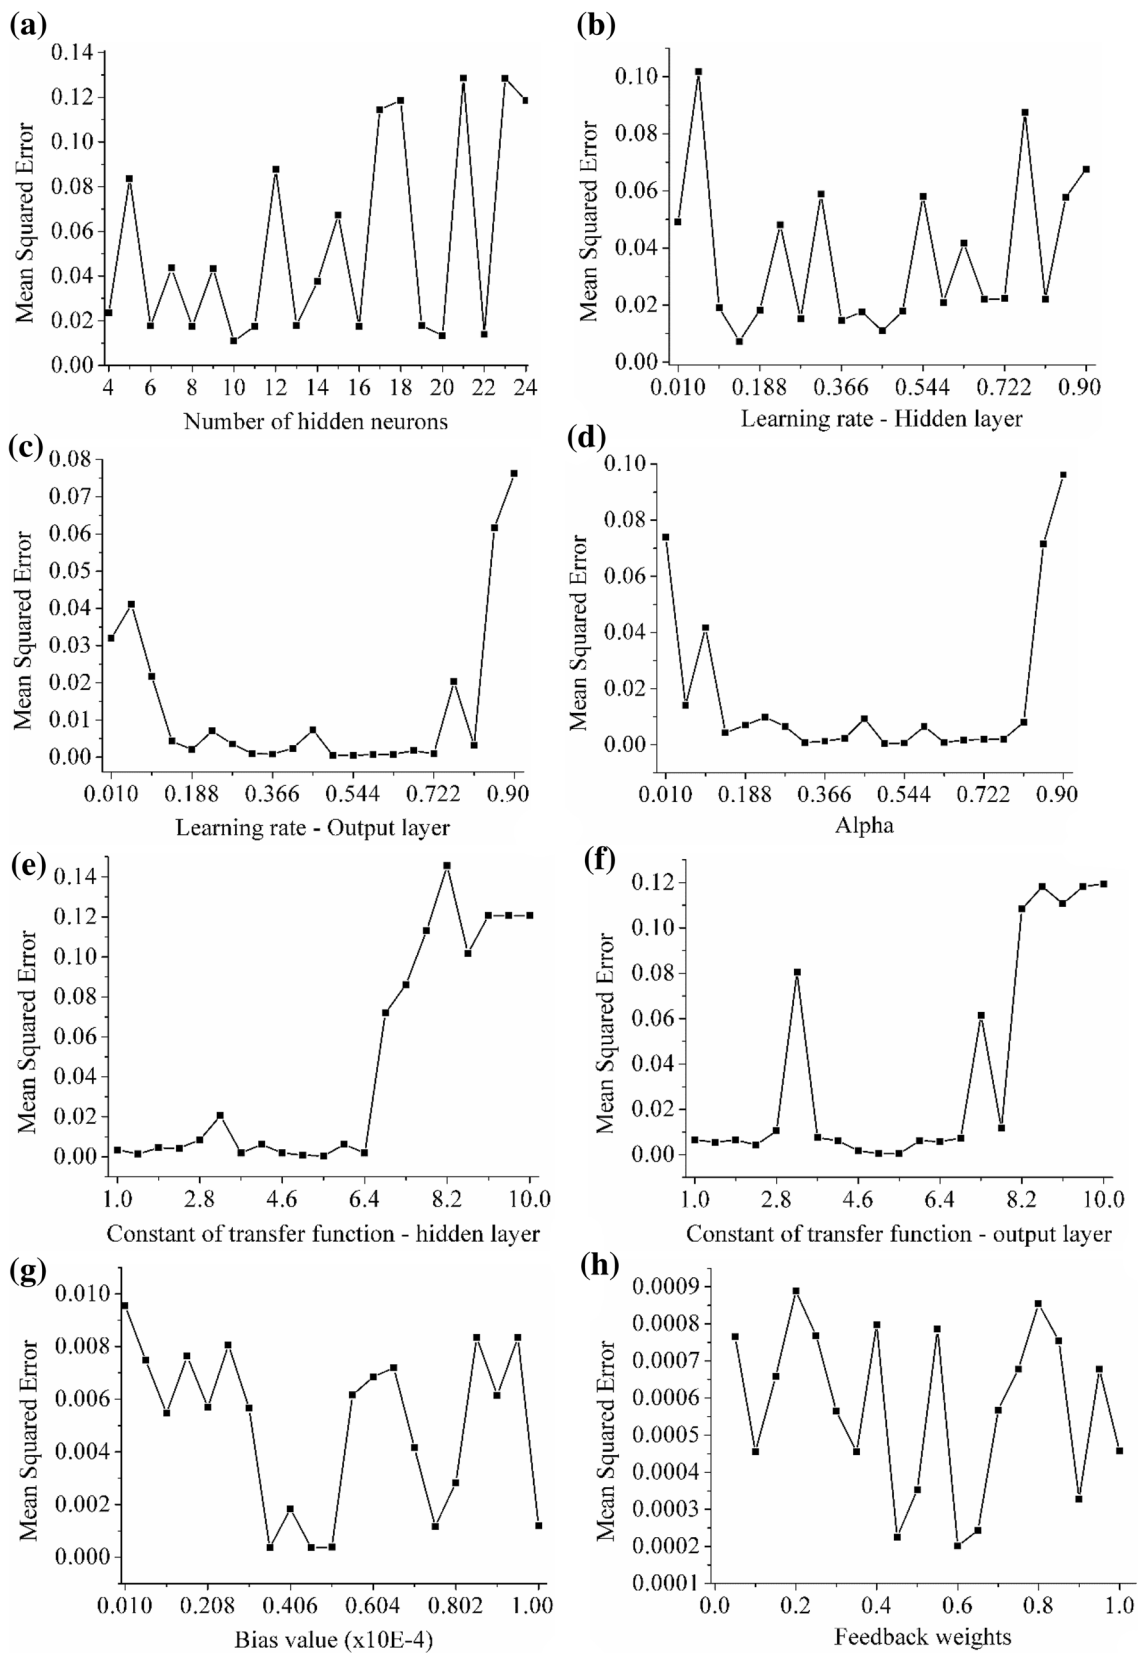 (a)
0.14
0.12
0.10
0.08
0.06
0.04
0.02
0.00
Mean Squared Error
4 6 8 10 12 14 16 18 20 22 24
Number of hidden neurons
(b)
0.10
0.08
0.06
0.04
0.02
0.00
Mean Squared Error
0.010 0.188 0.366 0.544 0.722 0.90
Learning rate - Hidden layer
(c)
0.08
0.07
0.06
0.05
0.04
0.03
0.02
0.01
0.00
Mean Squared Error
0.010 0.188 0.366 0.544 0.722 0.90
Learning rate - Output layer
(d)
0.10
0.08
0.06
0.04
0.02
0.00
Mean Squared Error
0.010 0.188 0.366 0.544 0.722 0.90
Alpha
(e)
0.14
0.12
0.10
0.08
0.06
0.04
0.02
0.00
Mean Squared Error
1.0 2.8 4.6 6.4 8.2 10.0
Constant of transfer function - hidden layer
(f)
0.12
0.10
0.08
0.06
0.04
0.02
0.00
Mean Squared Error
1.0 2.8 4.6 6.4 8.2 10.0
Constant of transfer function - output layer
(g)
0.010
0.008
0.006
0.004
0.002
0.000
Mean Squared Error
0.010 0.208 0.406 0.604 0.802 1.00
Bias value (x10E-4)
(h)
0.0009
0.0008
0.0007
0.0006
0.0005
0.0004
0.0003
0.0002
0.0001
Mean Squared Error
0.0 0.2 0.4 0.6 0.8 1.0
Feedback weights